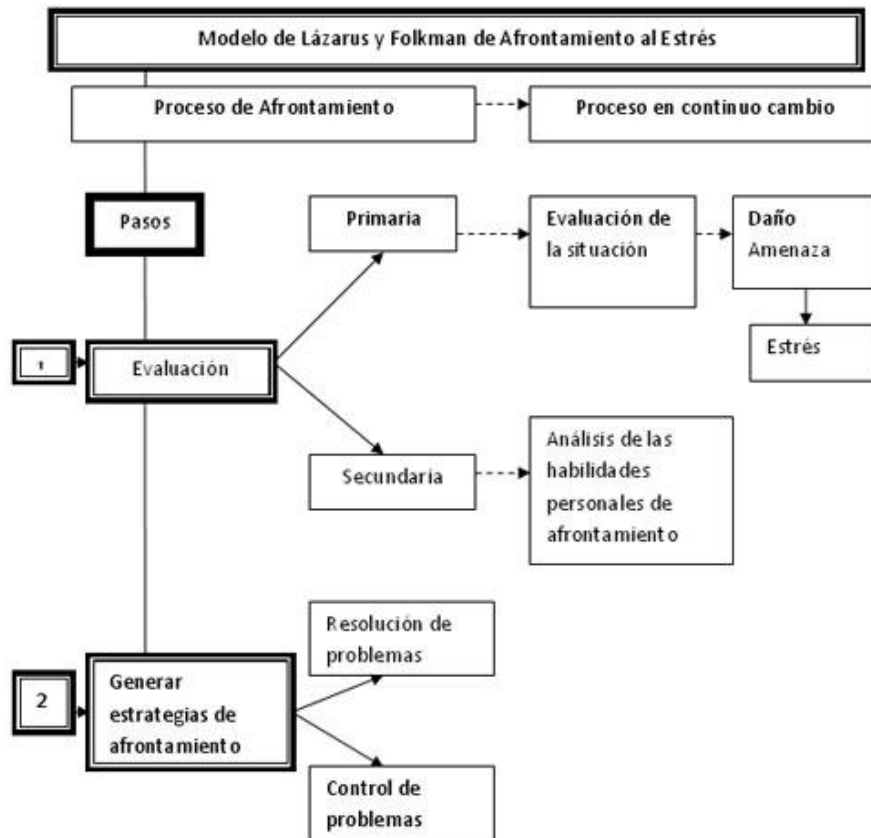 Modelo de Lázarus y Folkman de Afrontamiento al Estrés
Proceso de Afrontamiento
Proceso en continuo cambio
Pasos
Primaria
Evaluación de
la situación
Daño
Amenaza
Estrés
1
Evaluación
Secundaria
Análisis de las
habilidades
personales de
afrontamiento
Resolución de
problemas
2
Generar
estrategias de
afrontamiento
Control de
problemas